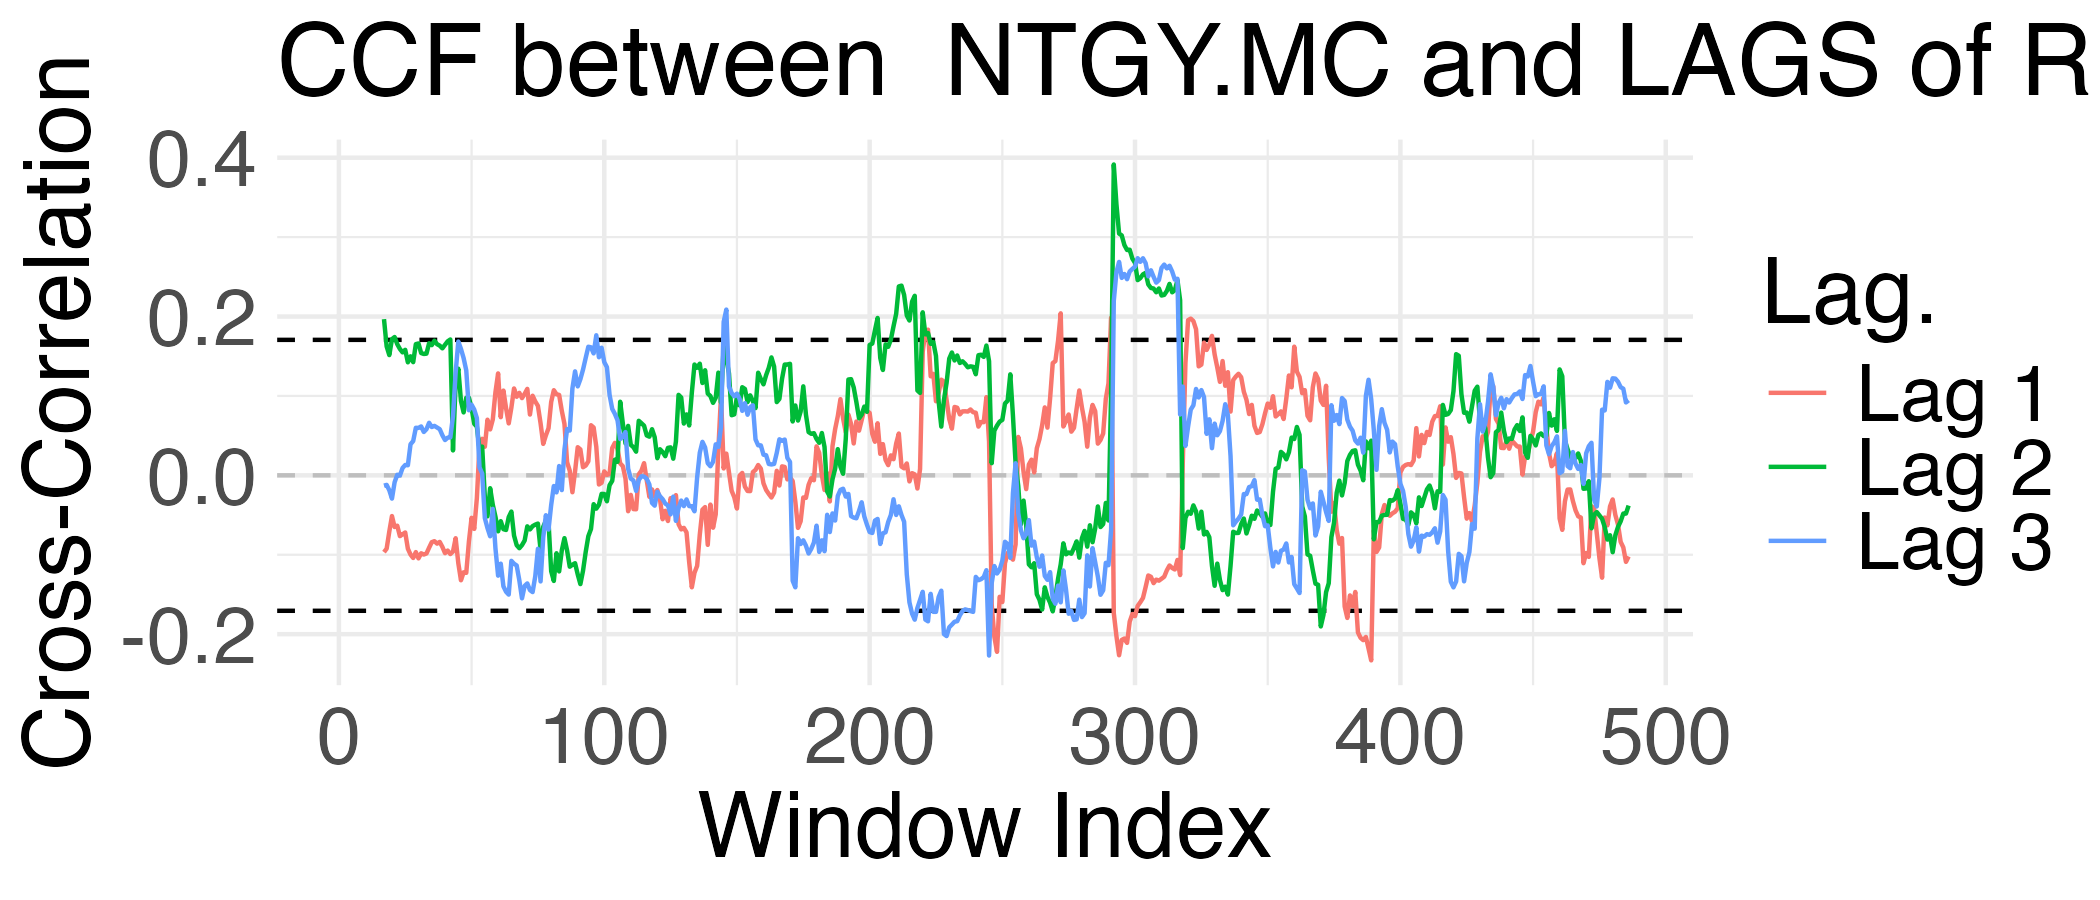 CCF between  NTGY.MC and LAGS of R
Cross-Correlation
0.4
0.2
0.0
-0.2
0
100
200
300
400
500
Window Index
Lag.
Lag 1
Lag 2
Lag 3